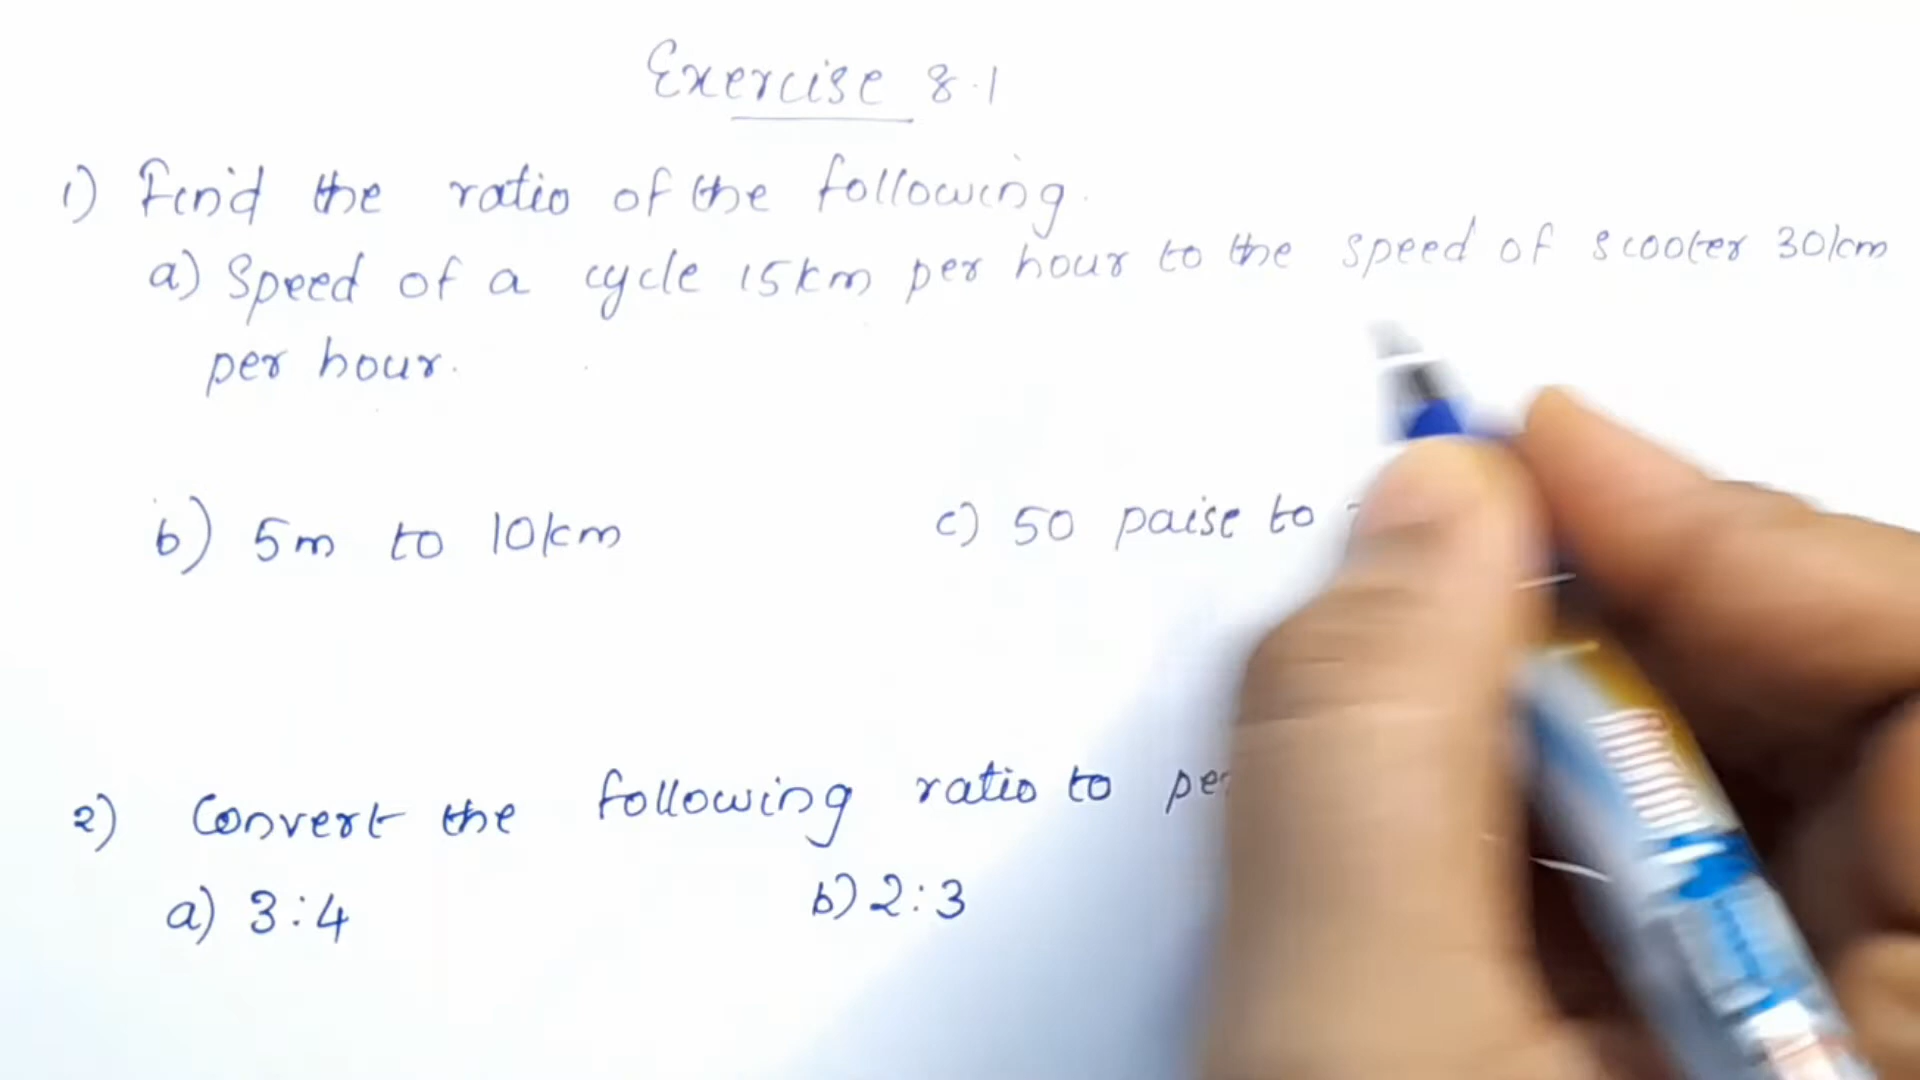 Exercise 8.1
1) Find the ratio of the following.
a) Speed of a cycle 15km per hour to the speed of scooter 30km
per hour.
b) 5m to 10km
c) 50 paise to
2) Convert the following ratio to
a) 3:4
b) 2:3